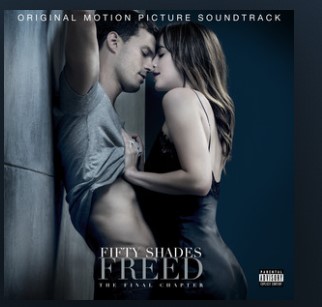 ORIGINAL MOTION PICTURE SOUNDTRACK
FIFTY SHADES
FREED
THE FINAL CHAPTER
PARENTAL
ADVISORY
EXPLICIT CONTENT